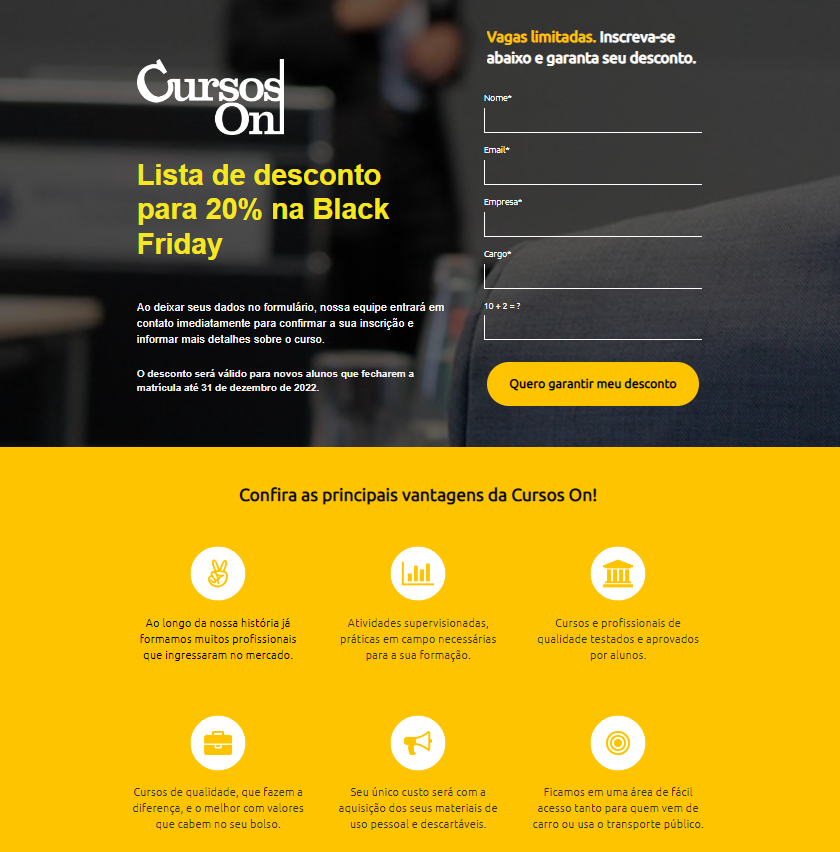 Cursos
On!
Lista de desconto
para 20% na Black
Friday
Ao deixar seus dados no formulário, nossa equipe entrará em
contato imediatamente para confirmar a sua inscrição e
informar mais detalhes sobre o curso.
O desconto será válido para novos alunos que fecharem a
matrícula até 31 de dezembro de 2022.
Vagas limitadas. Inscreva-se
abaixo e garanta seu desconto.
Nome*
Email*
Empresa*
Cargo*
10 + 2 = ?
Quero garantir meu desconto
Confira as principais vantagens da Cursos On!
Ao longo da nossa história já
formamos muitos profissionais
que ingressaram no mercado.
Atividades supervisionadas,
práticas em campo necessárias
para a sua formação.
Cursos e profissionais de
qualidade testados e aprovados
por alunos.
Cursos de qualidade, que fazem a
diferença, e o melhor com valores
que cabem no seu bolso.
Seu único custo será com a
aquisição dos seus materiais de
uso pessoal e descartáveis.
Ficamos em uma área de fácil
acesso tanto para quem vem de
carro ou usa o transporte público.